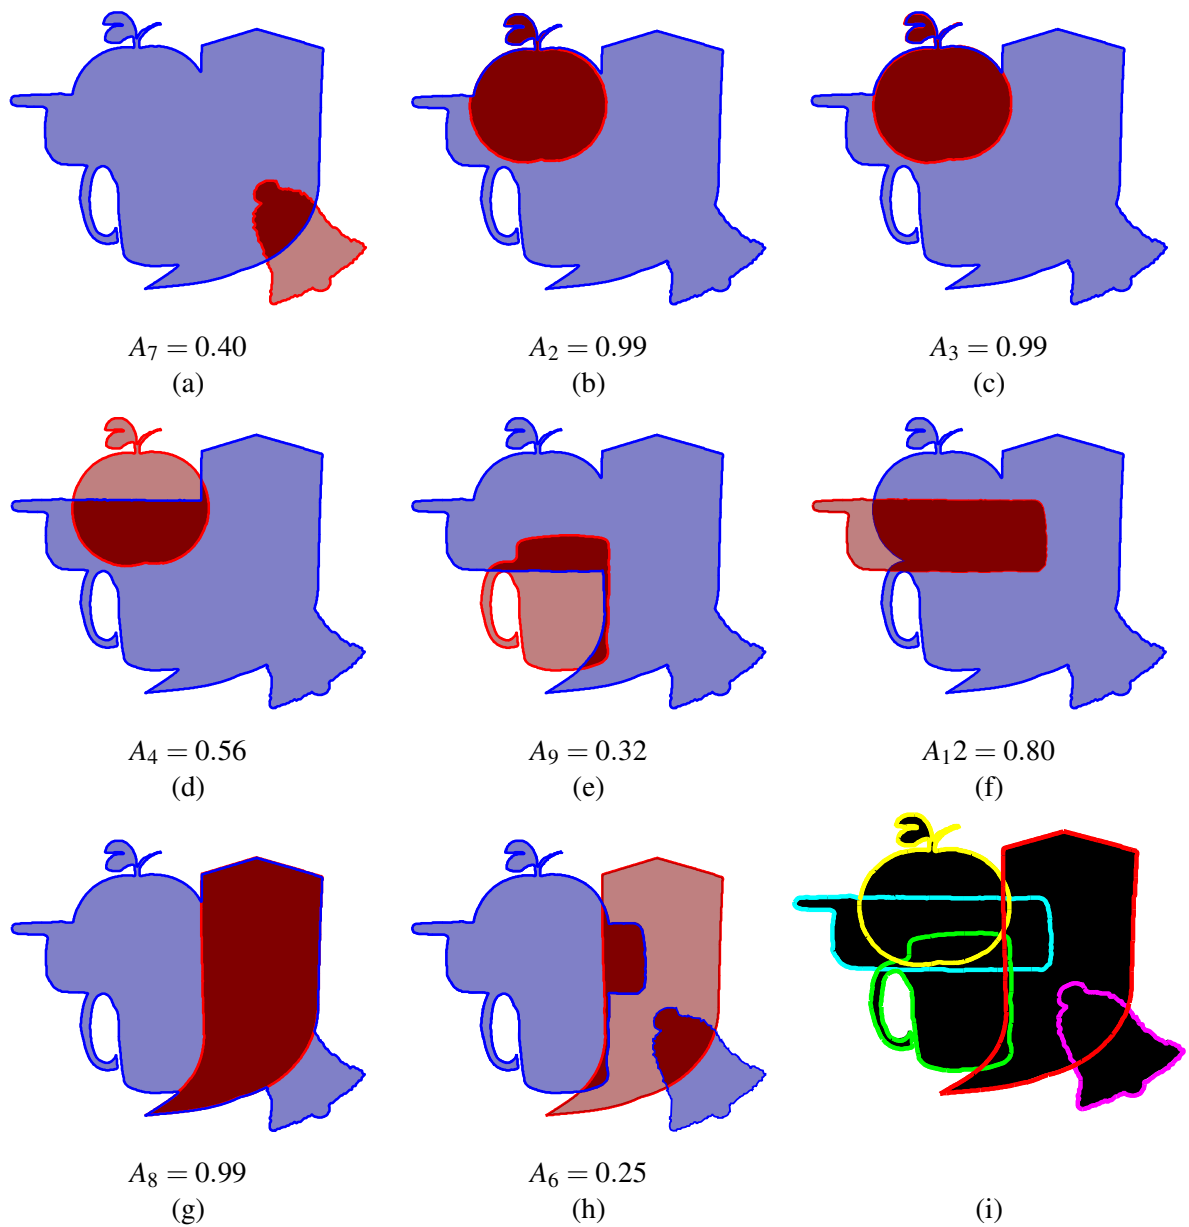 A₇ = 0.40 A₂ = 0.99 A₃ = 0.99
(a) (b) (c)
A₄ = 0.56 A₉ = 0.32 A₁2 = 0.80
(d) (e) (f)
A₈ = 0.99 A₆ = 0.25
(g) (h) (i)